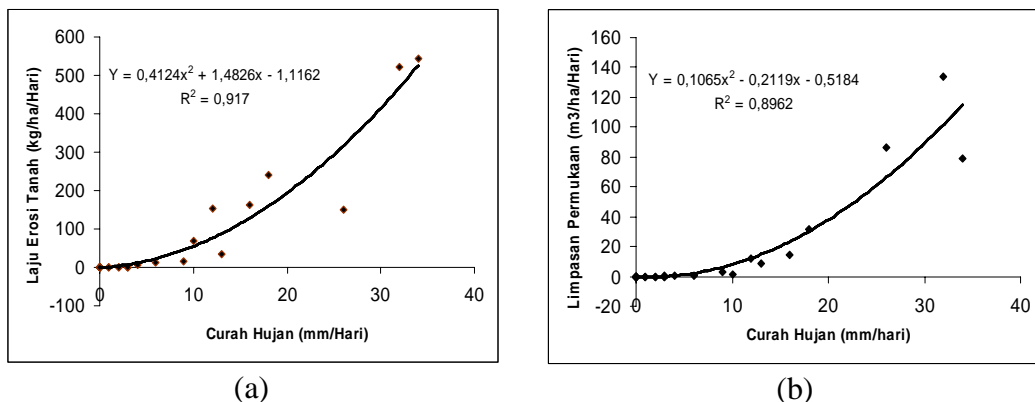 600
500
400
300
200
100
0
-100
Laju Erosi Tanah (kg/ha/Hari)
Y = 0,4124x² + 1,4826x - 1,1162
R² = 0,917
0 10 20 30 40
Curah Hujan (mm/Hari)
(a)
160
140
120
100
80
60
40
20
0
-20
Limpasan Permukaan (m3/ha/Hari)
Y = 0,1065x² - 0,2119x - 0,5184
R² = 0,8962
0 10 20 30 40
Curah Hujan (mm/hari)
(b)